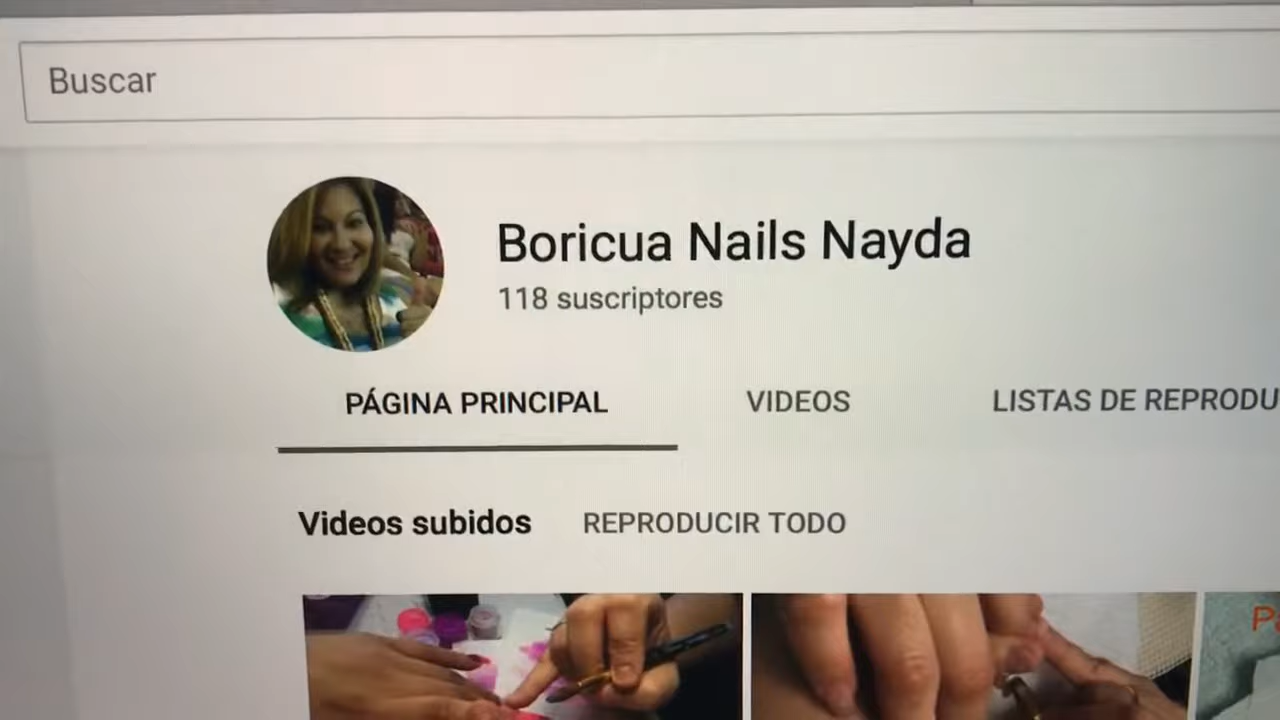 Buscar
Boricua Nails Nayda
118 suscriptores
PÁGINA PRINCIPAL VIDEOS LISTAS DE REPRODU
Videos subidos REPRODUCIR TODO